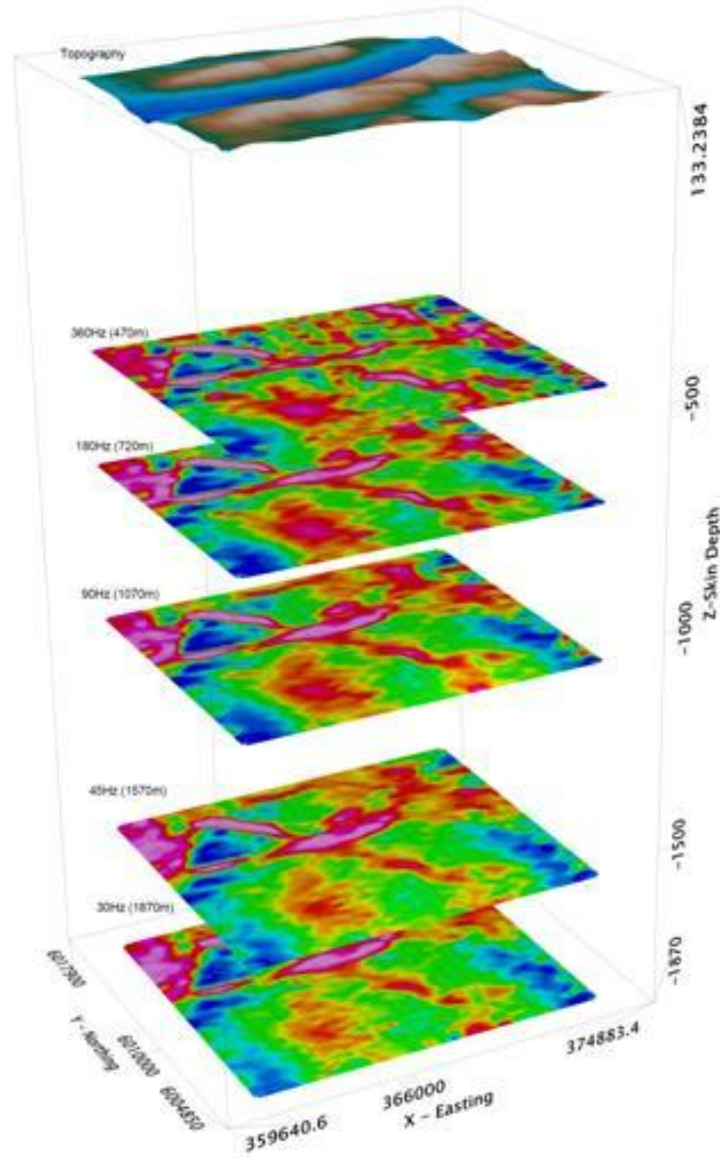 Topography
133.2384
360Hz (470m)
-500
180Hz (720m)
Z-Skin Depth
90Hz (1070m)
-1000
45Hz (1570m)
-1500
30Hz (1870m)
-1870
6017900
Y - Northing
6010000
6004850
374883.4
366000
X - Easting
359640.6